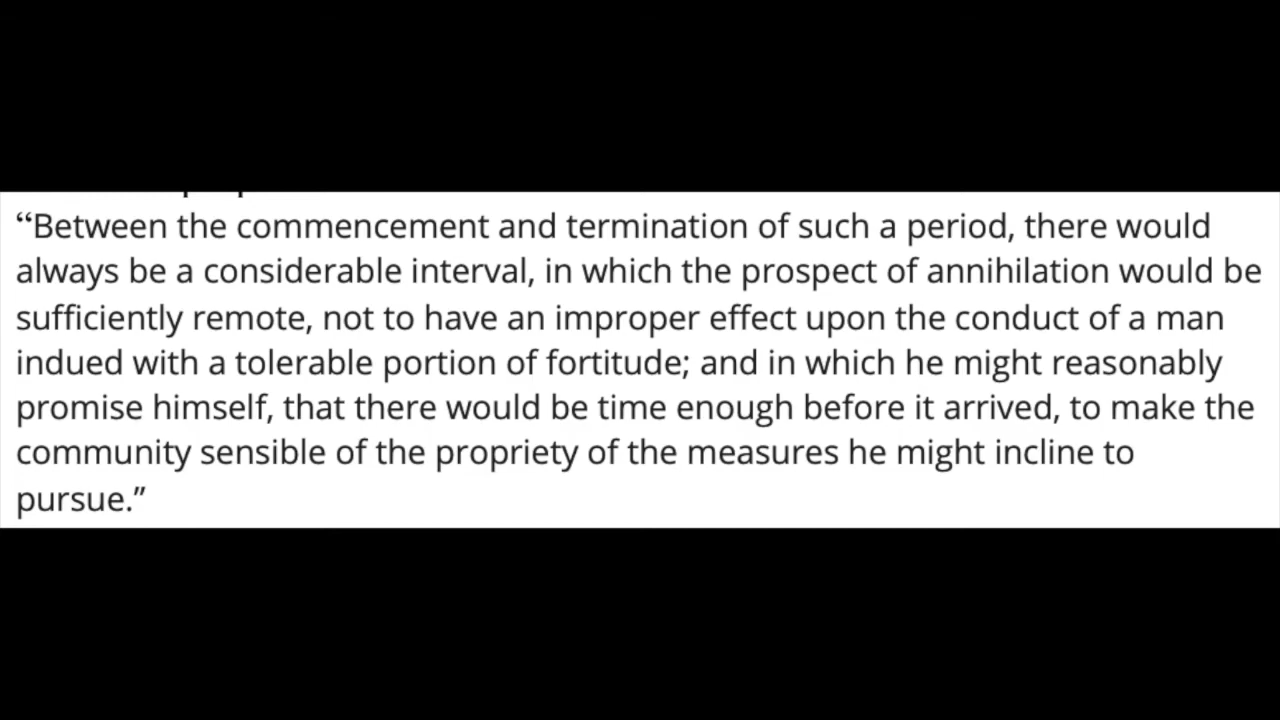 “Between the commencement and termination of such a period, there would
always be a considerable interval, in which the prospect of annihilation would be
sufficiently remote, not to have an improper effect upon the conduct of a man
indued with a tolerable portion of fortitude; and in which he might reasonably
promise himself, that there would be time enough before it arrived, to make the
community sensible of the propriety of the measures he might incline to
pursue.”